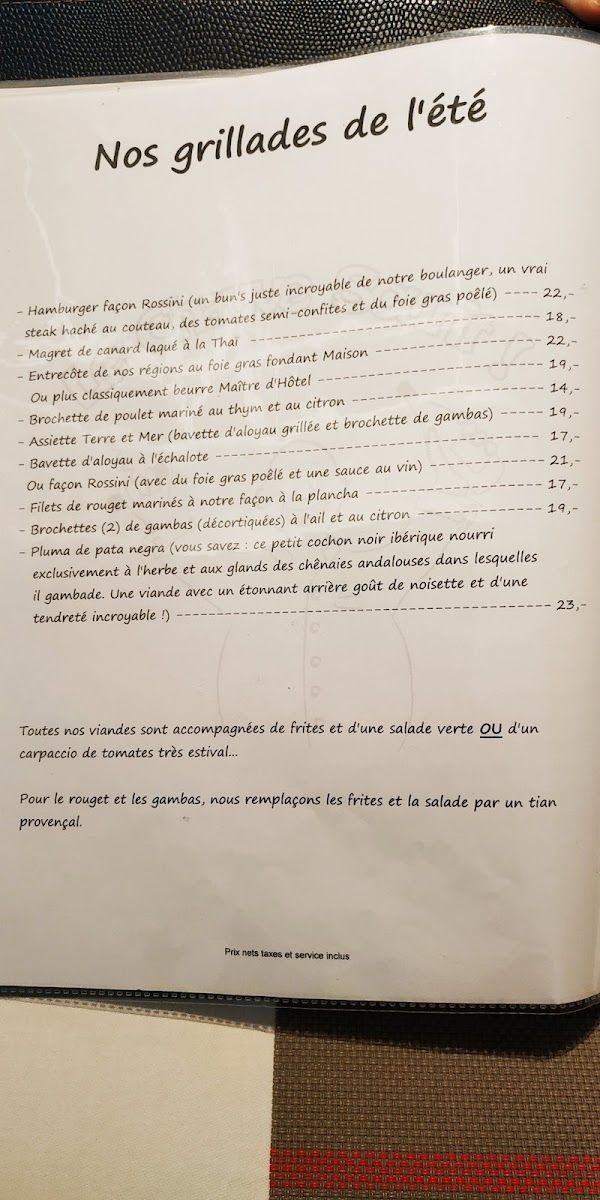 Nos grillades de l'été
- Hamburger façon Rossini (un bun's juste incroyable de notre boulanger, un vrai
steak haché au couteau, des tomates semi-confites et du foie gras poêlé) ---- 22,-
- Magret de canard laqué à la Thaï ---- 18,-
- Entrecôte de nos régions au foie gras fondant Maison ---- 22,-
Ou plus classiquement beurre Maître d'Hôtel ---- 19,-
- Brochette de poulet mariné au thym et au citron ---- 14,-
- Assiette Terre et Mer (bavette d'aloyau grillée et brochette de gambas) ----- 19,-
- Bavette d'aloyau à l'échalote ---- 17,-
Ou façon Rossini (avec du foie gras poêlé et une sauce au vin) ---- 21,-
- Filets de rouget marinés à notre façon à la plancha ---- 17,-
- Brochettes (2) de gambas (décortiquées) à l'ail et au citron ---- 19,-
- Pluma de pata negra (vous savez : ce petit cochon noir ibérique nourri
exclusivement à l'herbe et aux glands des chênaies andalouses dans lesquelles
il gambade. Une viande avec un étonnant arrière goût de noisette et d'une
tendreté incroyable !) ---- 23,-
Toutes nos viandes sont accompagnées de frites et d'une salade verte OU d'un
carpaccio de tomates très estival...
Pour le rouget et les gambas, nous remplaçons les frites et la salade par un tian
provençal.
Prix nets taxes et service inclus